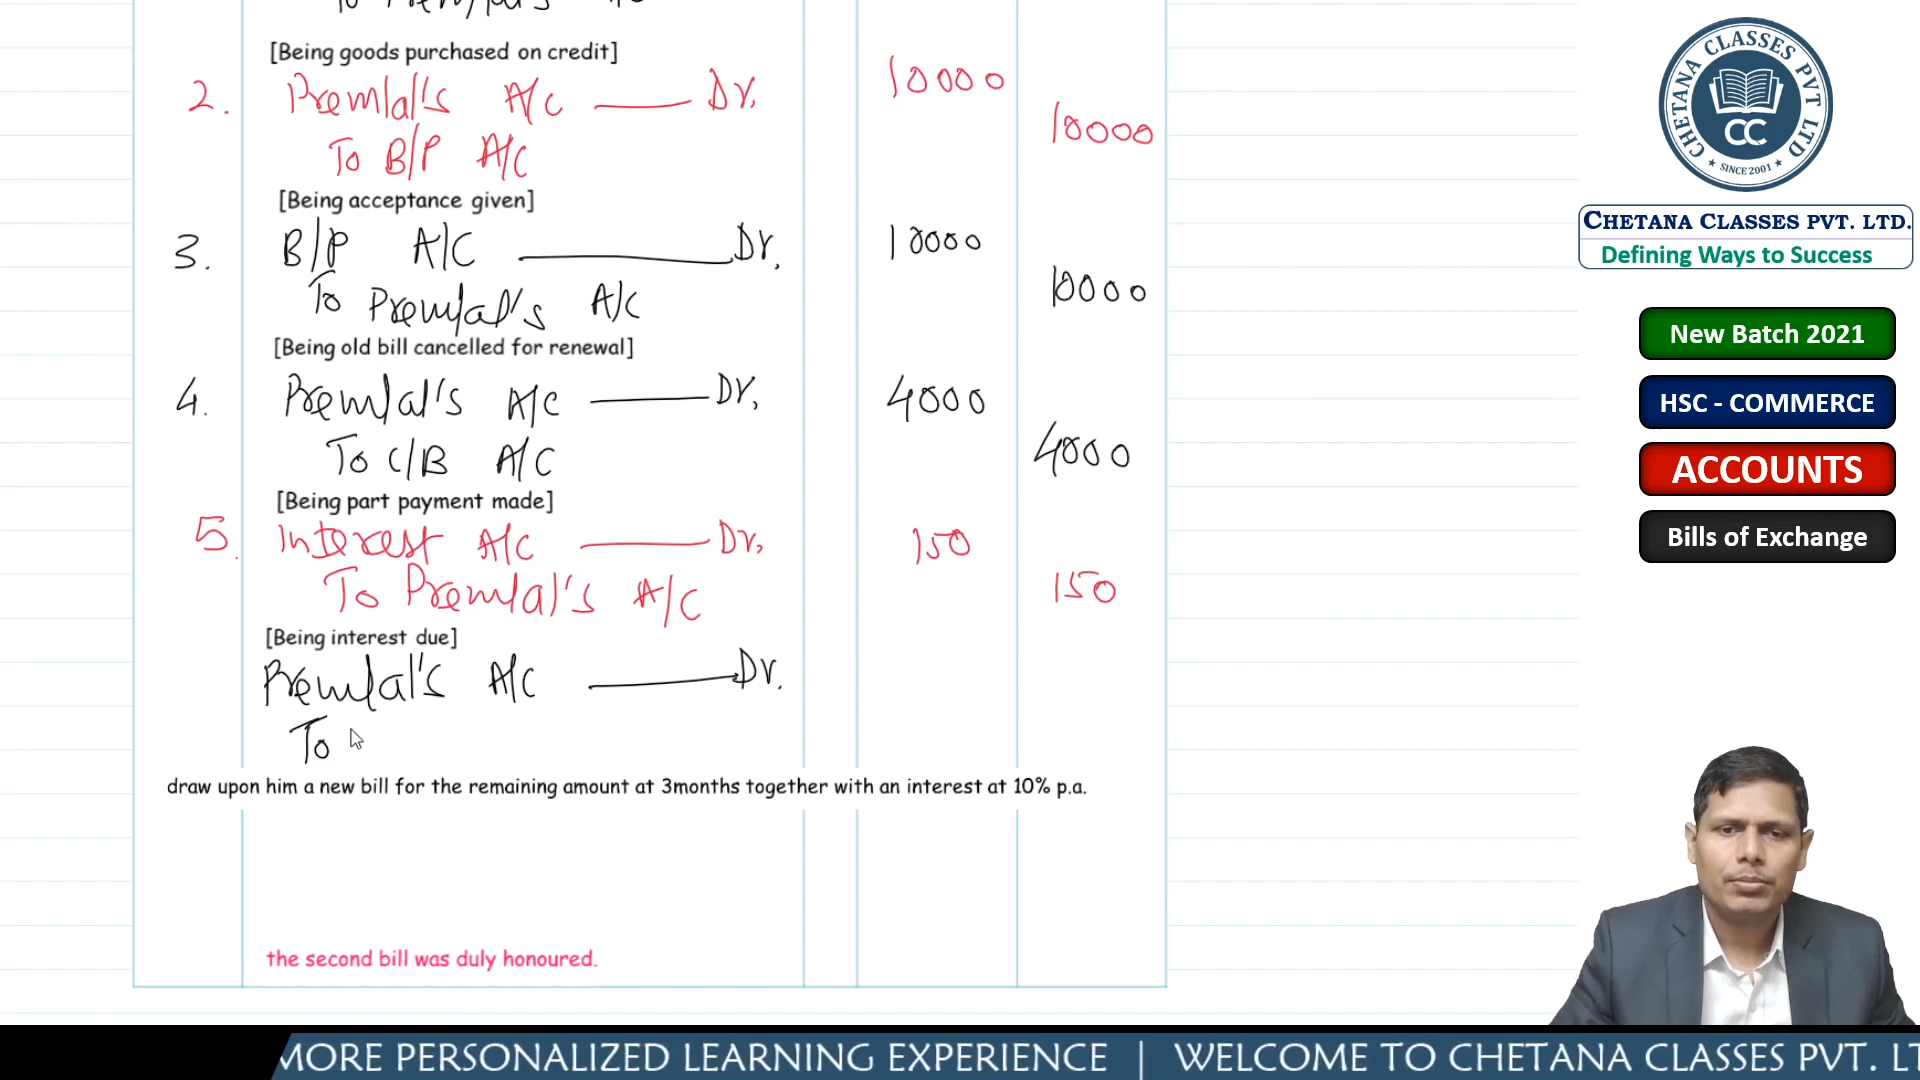 [Being goods purchased on credit]
2. Premlal's A/C — Dr. 10000
To B/P A/C 10000
[Being acceptance given]
3. B/P A/C — Dr. 10000
To Premlal's A/C 10000
[Being old bill cancelled for renewal]
4. Premlal's A/C — Dr. 4000
To C/B A/C 4000
[Being part payment made]
5. Interest A/C — Dr. 150
To Premlal's A/C 150
[Being interest due]
Premlal's A/C — Dr.
To
draw upon him a new bill for the remaining amount at 3months together with an interest at 10% p.a.
the second bill was duly honoured.
CHETANA CLASSES PVT LTD
CC
SINCE 2001
CHETANA CLASSES PVT. LTD.
Defining Ways to Success
New Batch 2021
HSC - COMMERCE
ACCOUNTS
Bills of Exchange
MORE PERSONALIZED LEARNING EXPERIENCE | WELCOME TO CHETANA CLASSES PVT. LT